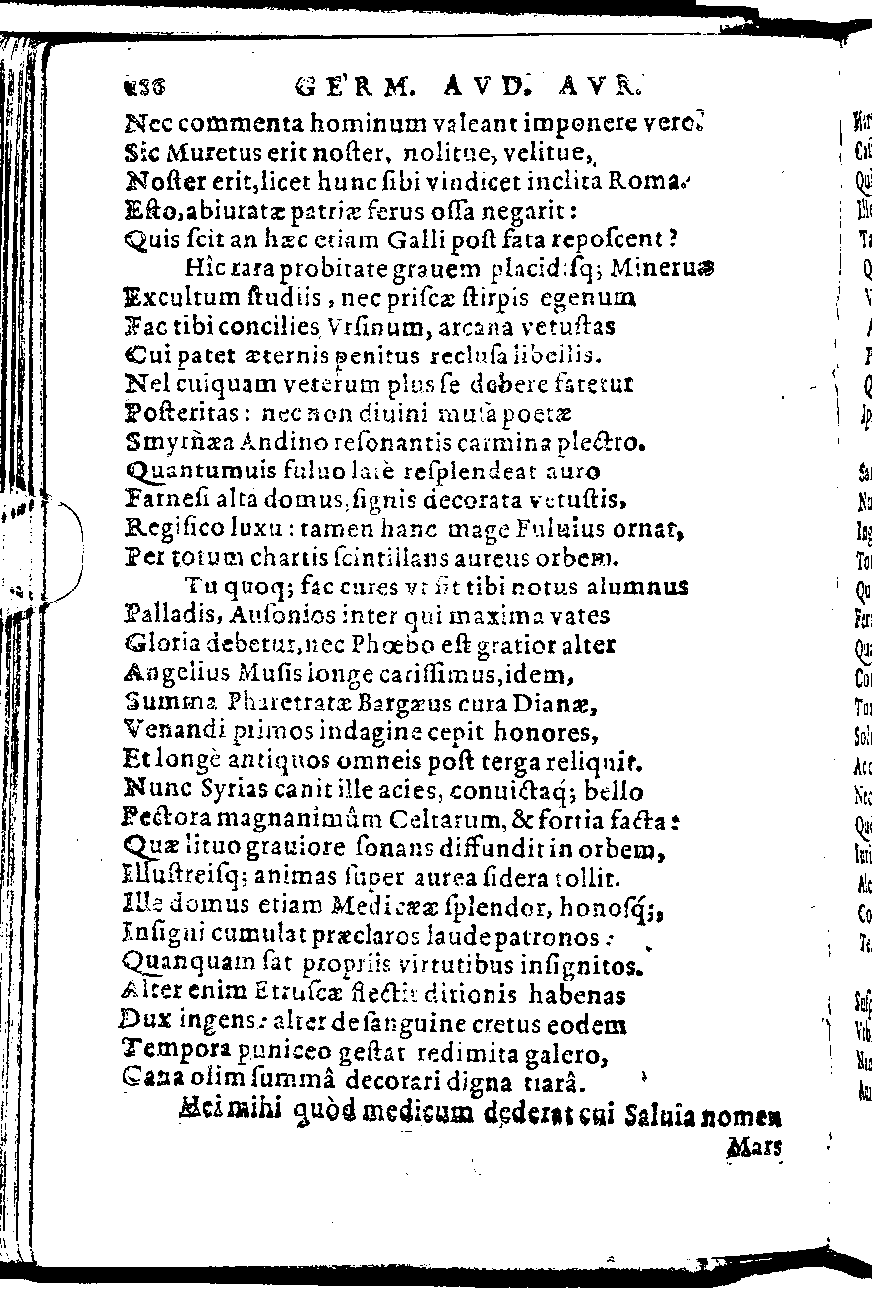 156 GERM. AVD. AVR.
Nec commenta hominum valeant imponere vero?
Sic Muretus erit noſter, nolitue, velitue,
Noſter erit, licet hunc ſibi vindicet inclita Roma.
Eſto, abiuratæ patriæ ferus oſſa negarit:
Quis ſcit an hæc etiam Galli poſt fata repoſcent?
Hîc rara probitate grauem placidiſq; Mineruæ
Excultum ſtudiis, nec priſcæ ſtirpis egenum
Fac tibi concilies Vrſinum, arcana vetuſtas
Cui patet æternis penitus recluſa libellis.
Nel cuiquam veterum plus ſe debere fatetur
Poſteritas: nec non diuini muta poetæ
Smyrnæa Andino reſonantis carmina plectro.
Quantumuis fuluo latè reſplendeat auro
Farneſi alta domus, ſignis decorata vetuſtis,
Regifico luxu: tamen hanc mage Fuluius ornat,
Per totum chartis ſcintillans aureus orbem.
Tu quoq; fac cures vt ſit tibi notus alumnus
Palladis, Auſonios inter qui maxima vates
Gloria debetur, nec Phœbo eſt gratior alter
Angelius Muſis longe cariſſimus, idem,
Summa Pharetratæ Bargæus cura Dianæ,
Venandi primos indagine cepit honores,
Et longè antiquos omneis poſt terga reliquit.
Nunc Syrias canit ille acies, conuictaq́; bello
Pectora magnanimûm Celtarum, & fortia facta:
Quæ lituo grauiore ſonans diffundit in orbem,
Illuſtreiſq; animas ſuper aurea ſidera tollit.
Ille domus etiam Medicææ ſplendor, honoſq́;,
Inſigni cumulat præclaros laude patronos:
Quanquam ſat propriis virtutibus inſignitos.
Alter enim Etruſcæ flectit ditionis habenas
Dux ingens: alter de ſanguine cretus eodem
Tempora puniceo geſtat redimita galero,
Cana olim ſummâ decorari digna tiarâ.
Hei mihi quòd medicum dederat cui Saluia nomen
Mars